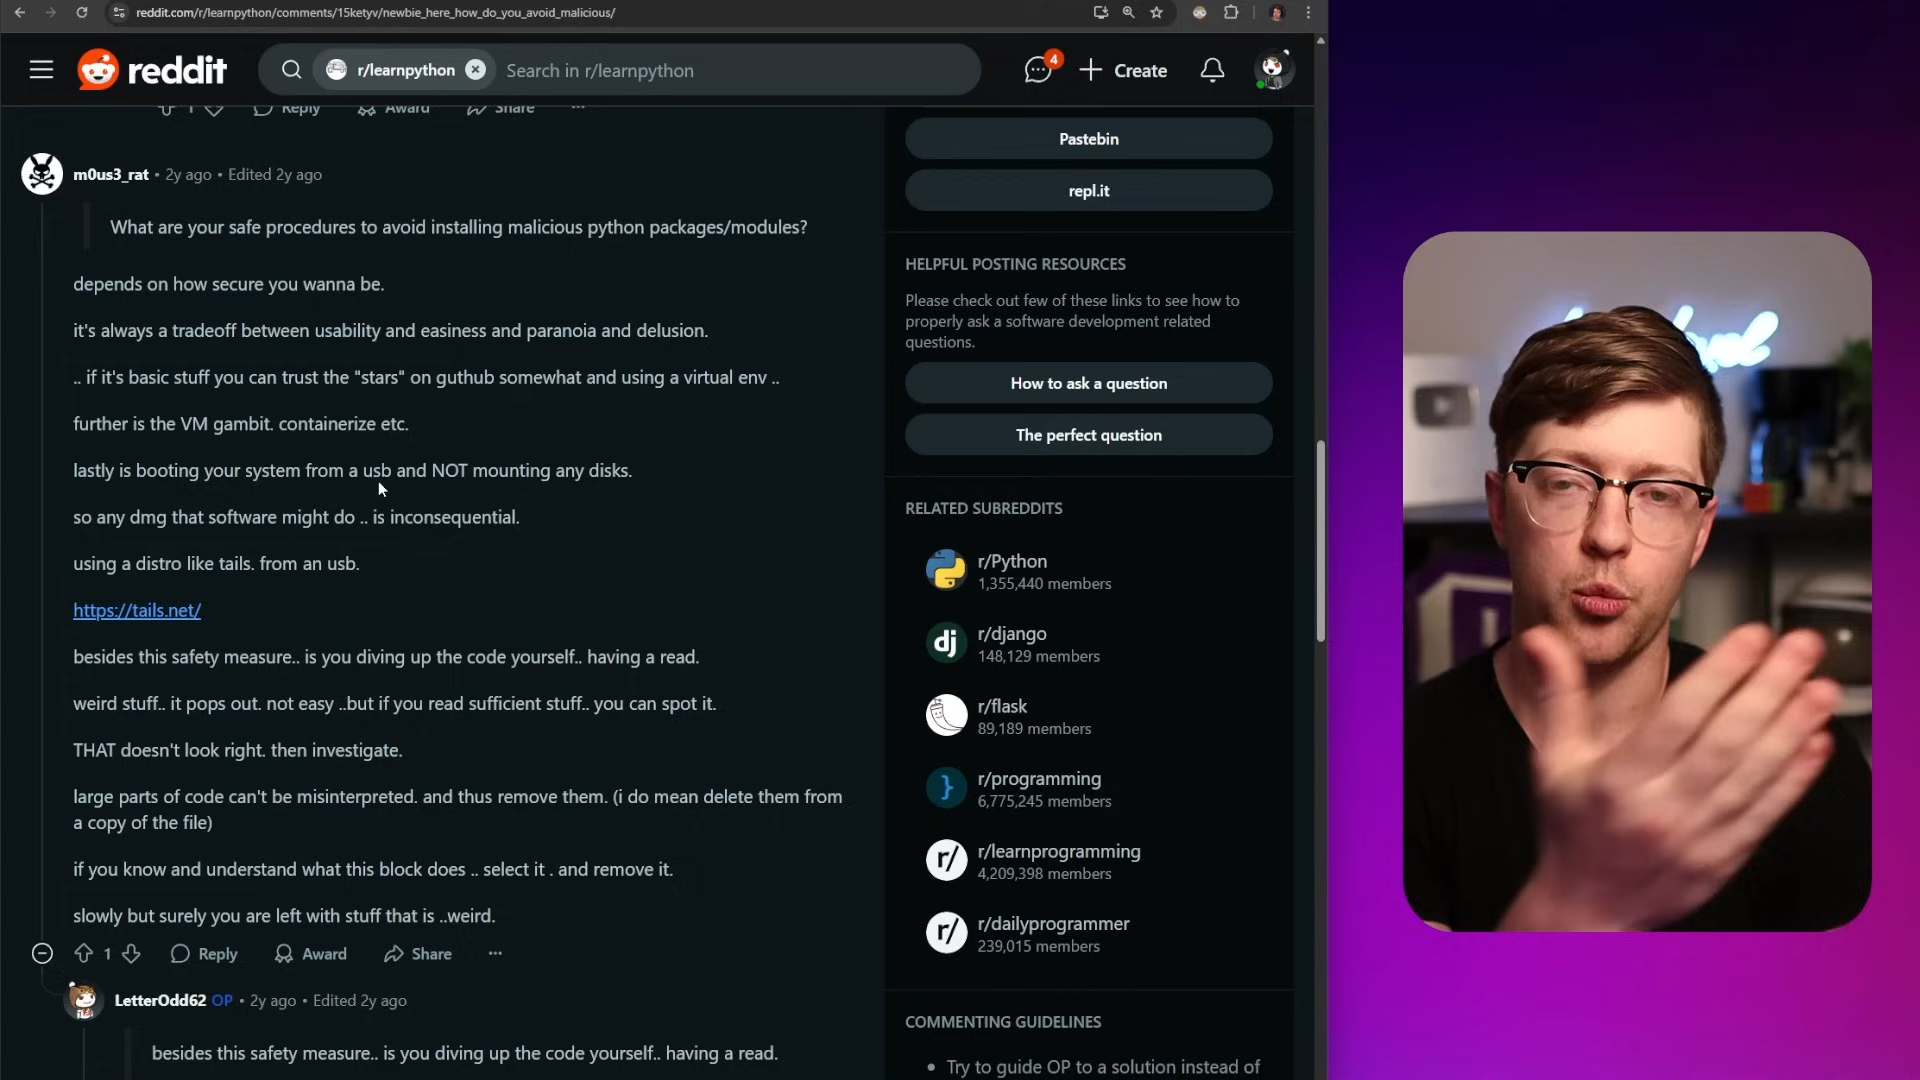 reddit.com/r/learnpython/comments/15ketyv/newbie_here_how_do_you_avoid_malicious/
reddit
r/learnpython
Search in r/learnpython
4
Create
1
Reply
Award
Share
m0us3_rat • 2y ago • Edited 2y ago
What are your safe procedures to avoid installing malicious python packages/modules?
depends on how secure you wanna be.
it's always a tradeoff between usability and easiness and paranoia and delusion.
.. if it's basic stuff you can trust the "stars" on guthub somewhat and using a virtual env ..
further is the VM gambit. containerize etc.
lastly is booting your system from a usb and NOT mounting any disks.
so any dmg that software might do .. is inconsequential.
using a distro like tails. from an usb.
https://tails.net/
besides this safety measure.. is you diving up the code yourself.. having a read.
weird stuff.. it pops out. not easy ..but if you read sufficient stuff.. you can spot it.
THAT doesn't look right. then investigate.
large parts of code can't be misinterpreted. and thus remove them. (i do mean delete them from
a copy of the file)
if you know and understand what this block does .. select it . and remove it.
slowly but surely you are left with stuff that is ..weird.
1
Reply
Award
Share
LetterOdd62 OP • 2y ago • Edited 2y ago
besides this safety measure.. is you diving up the code yourself.. having a read.
Pastebin
repl.it
HELPFUL POSTING RESOURCES
Please check out few of these links to see how to
properly ask a software development related
questions.
How to ask a question
The perfect question
RELATED SUBREDDITS
r/Python
1,355,440 members
dj
r/django
148,129 members
r/flask
89,189 members
r/programming
6,775,245 members
r/
r/learnprogramming
4,209,398 members
r/
r/dailyprogrammer
239,015 members
COMMENTING GUIDELINES
• Try to guide OP to a solution instead of